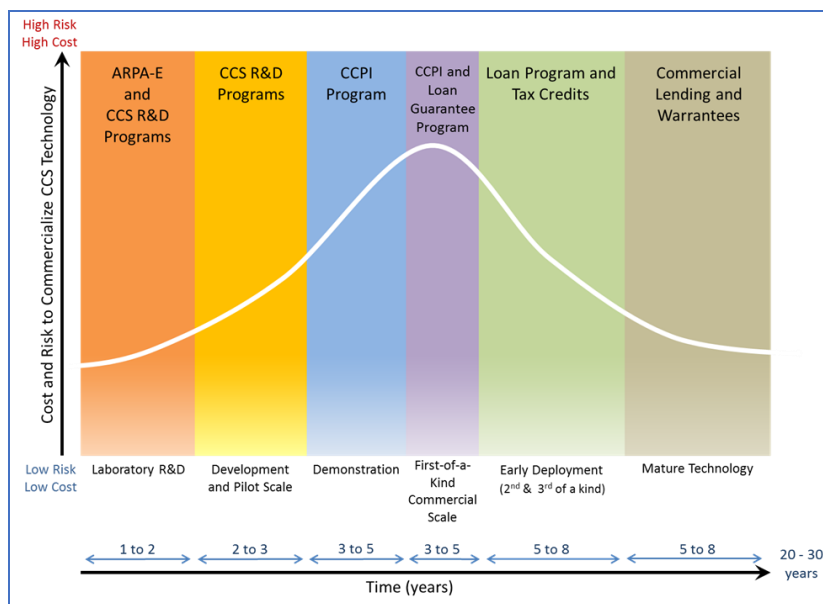 High Risk
High Cost
Cost and Risk to Commercialize CCS Technology
Low Risk
Low Cost
ARPA-E
and
CCS R&D
Programs
CCS R&D
Programs
CCPI
Program
CCPI and
Loan
Guarantee
Program
Loan Program and
Tax Credits
Commercial
Lending and
Warrantees
Laboratory R&D
Development
and Pilot Scale
Demonstration
First-of-a-
Kind
Commercial
Scale
Early Deployment
(2nd & 3rd of a kind)
Mature Technology
1 to 2
2 to 3
3 to 5
3 to 5
5 to 8
5 to 8
20 - 30
years
Time (years)